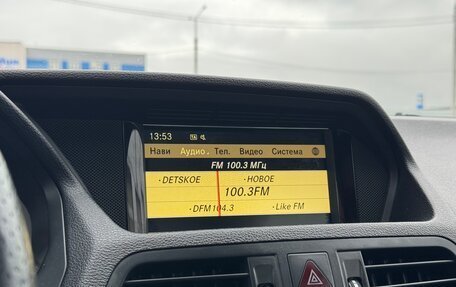 13:53
Нави Аудио Тел. Видео Система
FM 100.3 МГц
·DETSKOE ·НОВОЕ
100.3FM
·DFM104.3 ·Like FM